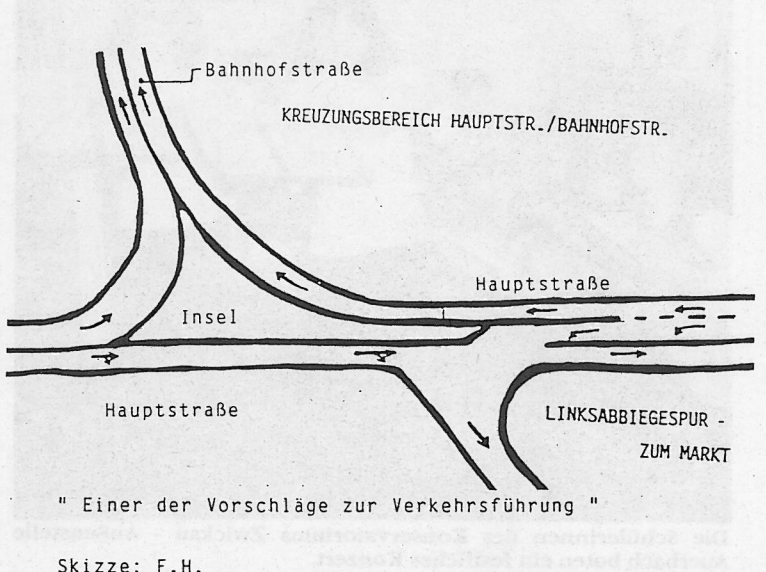 Bahnhofstraße
KREUZUNGSBEREICH HAUPTSTR./BAHNHOFSTR.
Hauptstraße
Insel
Hauptstraße
LINKSABBIEGESPUR -
ZUM MARKT
" Einer der Vorschläge zur Verkehrsführung "
Skizze: F.H.